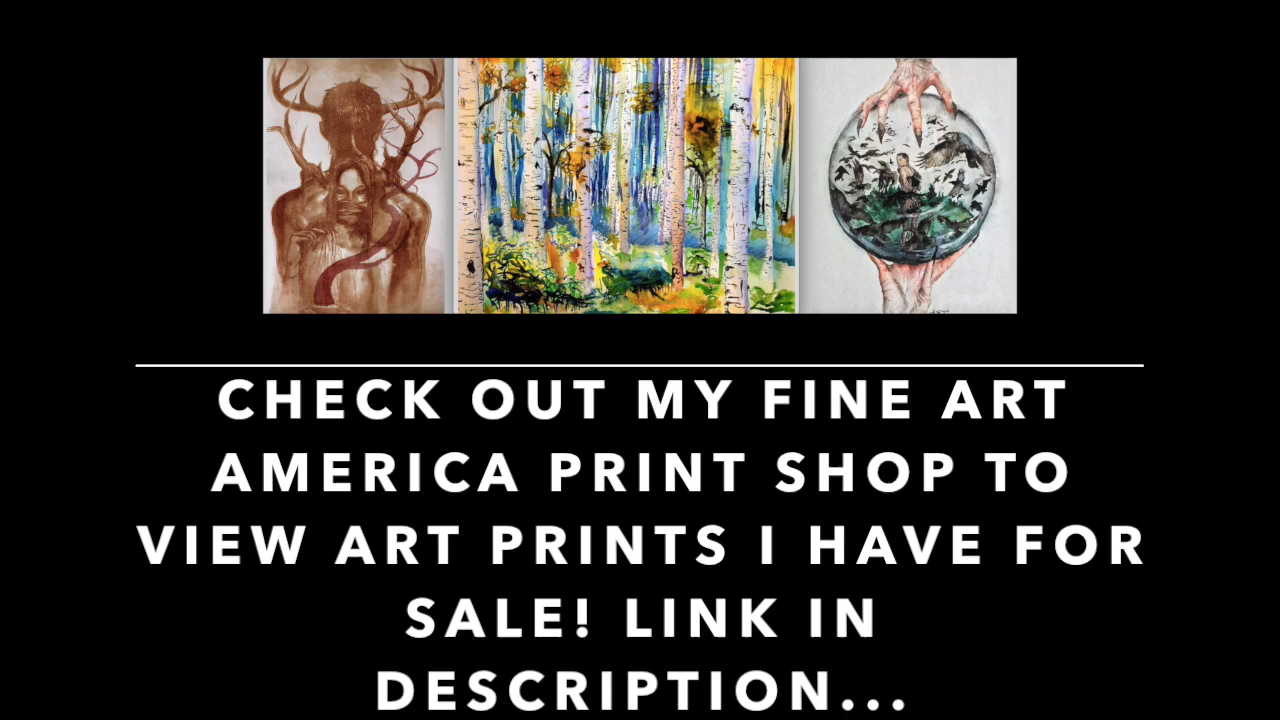 CHECK OUT MY FINE ART
AMERICA PRINT SHOP TO
VIEW ART PRINTS I HAVE FOR
SALE! LINK IN
DESCRIPTION...